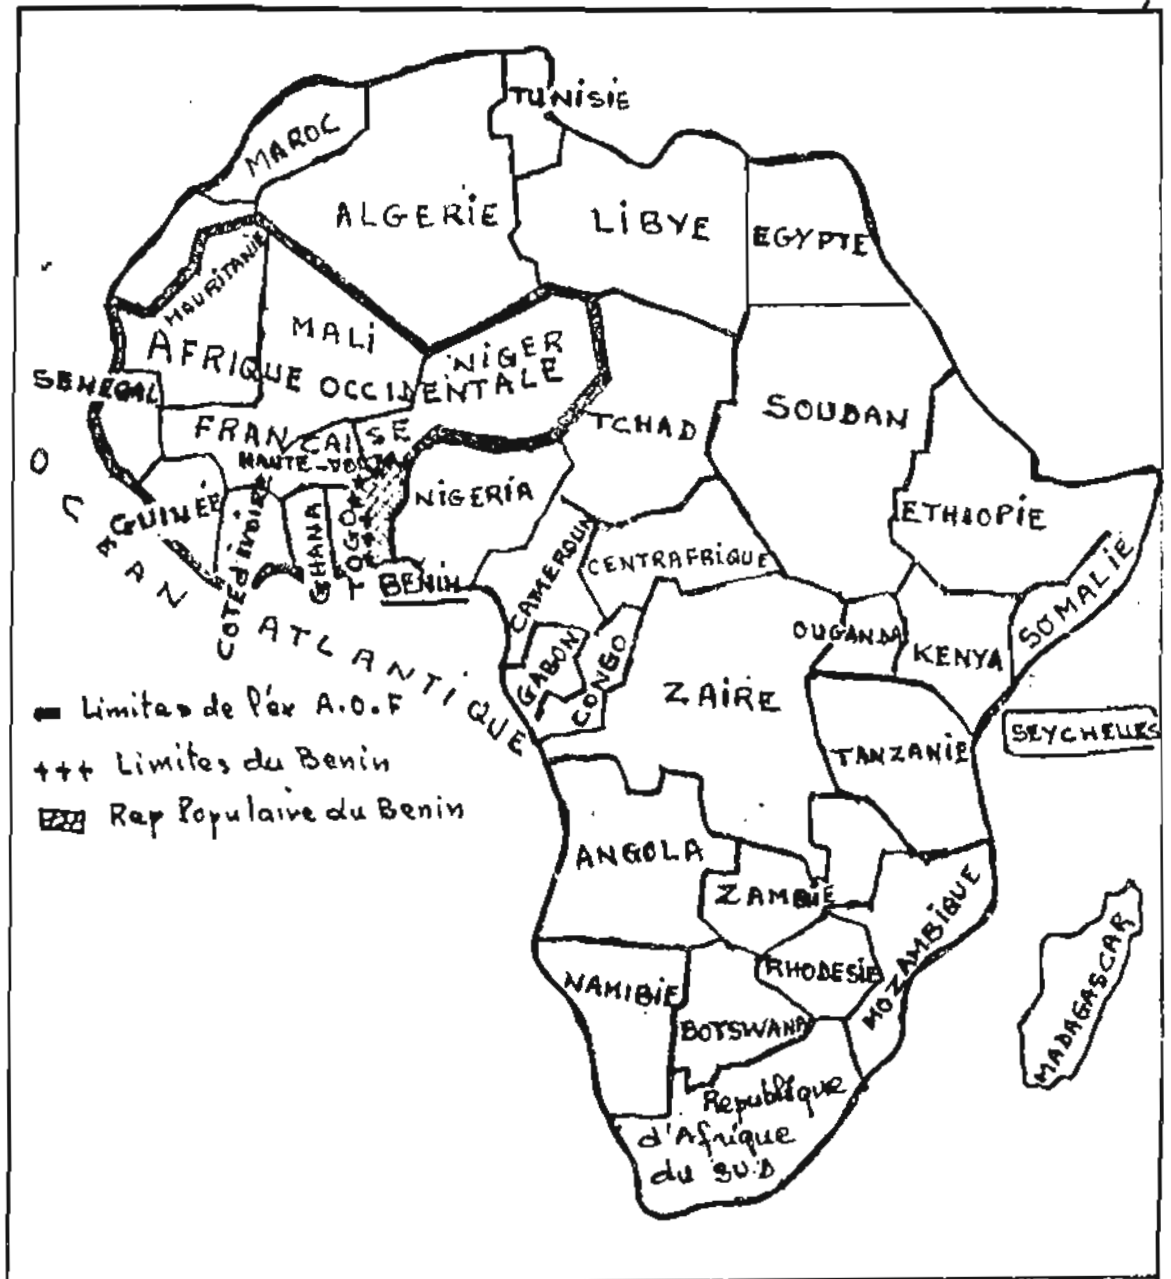 TUNISIE
MAROC
ALGERIE
LIBYE
EGYPTE
MAURITANIE
MALI
NIGER
AFRIQUE OCCIDENTALE
FRANCAISE
SENEGAL
TCHAD
SOUDAN
HAUTE-VOLTA
NIGERIA
GUINÉE
COTE D'IVOIRE
GHANA
TOGO
BENIN
ETHIOPIE
CAMEROUN
CENTRAFRIQUE
SOMALIE
OCEAN ATLANTIQUE
OUGANDA
KENYA
GABON
CONGO
ZAIRE
SEYCHELLES
TANZANIE
Limites de l'éx A.O.F
+++ Limites du Benin
Rep Populaire du Benin
ANGOLA
ZAMBIE
MOZAMBIQUE
MADAGASCAR
NAMIBIE
RHODESIE
BOTSWANA
Republique
d'Afrique
du SUD